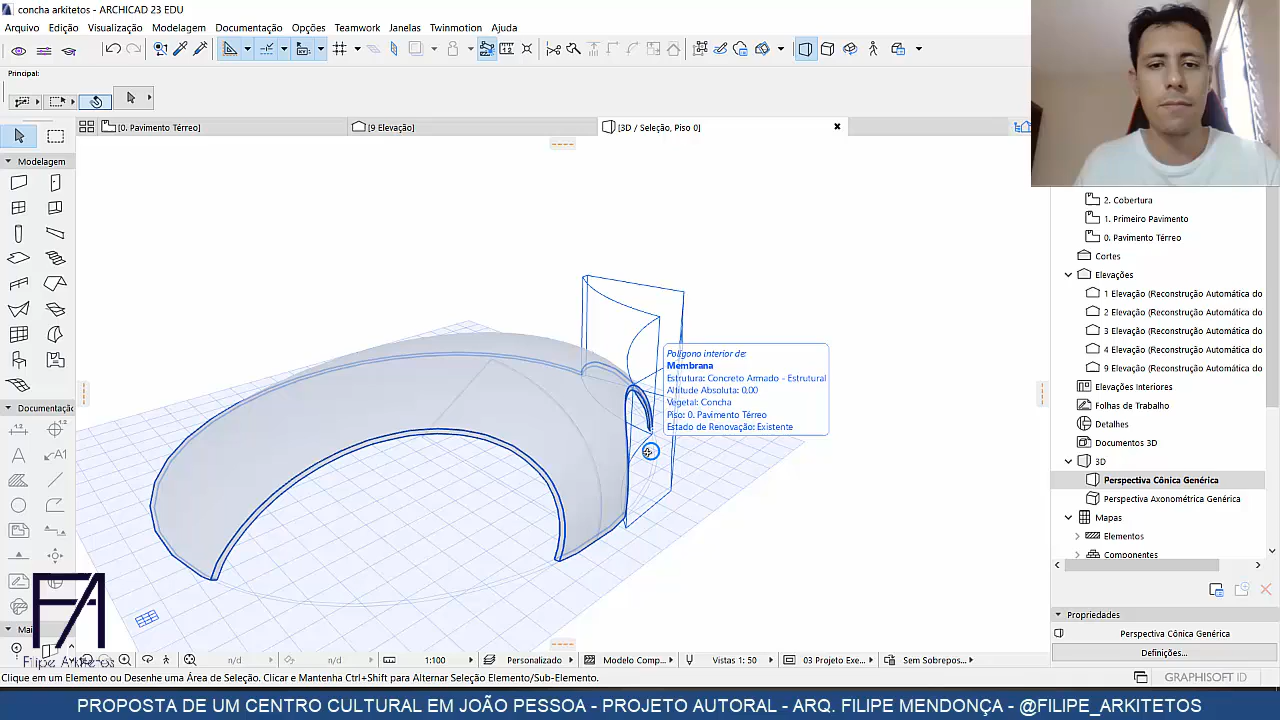 concha arkitetos - ARCHICAD 23 EDU
Arquivo Edição Visualização Modelagem Documentação Opções Teamwork Janelas Twinmotion Ajuda
Principal:
[0. Pavimento Térreo]
[9 Elevação]
[3D / Seleção, Piso 0]
Modelagem
Documentaçã
Mai
Polígono interior de:
Membrana
Estrutura: Concreto Armado - Estrutural
Altitude Absoluta: 0,00
Vegetal: Concha
Piso: 0. Pavimento Térreo
Estado de Renovação: Existente
2. Cobertura
1. Primeiro Pavimento
0. Pavimento Térreo
Cortes
Elevações
1 Elevação (Reconstrução Automática do
2 Elevação (Reconstrução Automática do
3 Elevação (Reconstrução Automática do
4 Elevação (Reconstrução Automática do
9 Elevação (Reconstrução Automática do
Elevações Interiores
Folhas de Trabalho
Detalhes
Documentos 3D
3D
Perspectiva Cônica Genérica
Perspectiva Axonométrica Genérica
Mapas
Elementos
Componentes
Propriedades
Perspectiva Cônica Genérica
Definições...
GRAPHISOFT ID
FA
Filipe Arkitetos
n/d n/d 1:100 Personalizado Modelo Comp... Vistas 1: 50 03 Projeto Exe... Sem Sobrepos...
Clique em um Elemento ou Desenhe uma Área de Seleção. Clicar e Mantenha Ctrl+Shift para Alternar Seleção Elemento/Sub-Elemento.
PROPOSTA DE UM CENTRO CULTURAL EM JOÃO PESSOA - PROJETO AUTORAL - ARQ. FILIPE MENDONÇA - @FILIPE_ARKITETOS